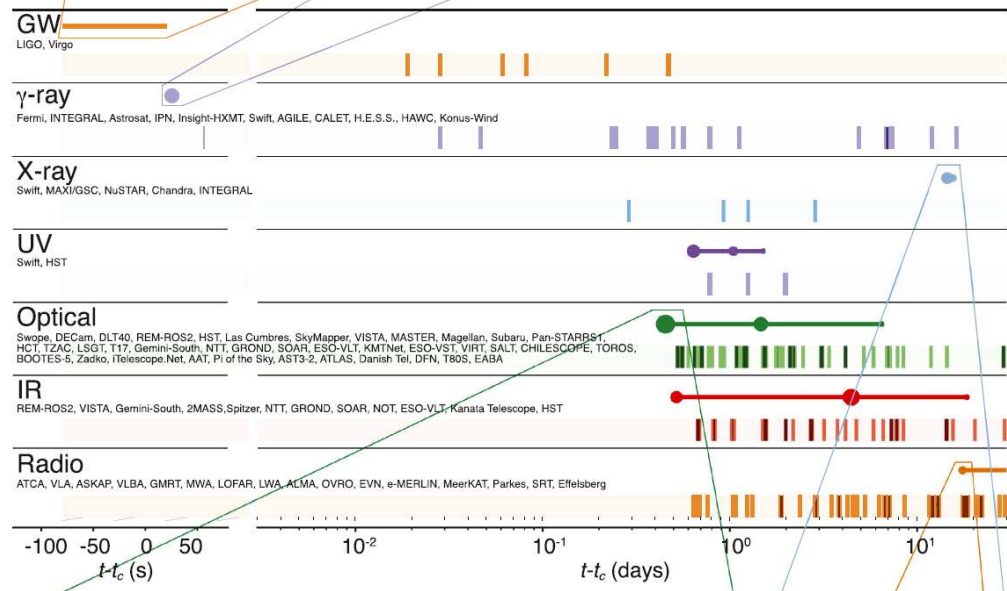 GW
LIGO, Virgo
γ-ray
Fermi, INTEGRAL, Astrosat, IPN, Insight-HXMT, Swift, AGILE, CALET, H.E.S.S., HAWC, Konus-Wind
X-ray
Swift, MAXI/GSC, NuSTAR, Chandra, INTEGRAL
UV
Swift, HST
Optical
Swope, DECam, DLT40, REM-ROS2, HST, Las Cumbres, SkyMapper, VISTA, MASTER, Magellan, Subaru, Pan-STARRS1,
HCT, TZAC, LSGT, T17, Gemini-South, NTT, GROND, SOAR, ESO-VLT, KMTNet, ESO-VST, VIRT, SALT, CHILESCOPE, TOROS,
BOOTES-5, Zadko, iTelescope.Net, AAT, Pi of the Sky, AST3-2, ATLAS, Danish Tel, DFN, T80S, EABA
IR
REM-ROS2, VISTA, Gemini-South, 2MASS,Spitzer, NTT, GROND, SOAR, NOT, ESO-VLT, Kanata Telescope, HST
Radio
ATCA, VLA, ASKAP, VLBA, GMRT, MWA, LOFAR, LWA, ALMA, OVRO, EVN, e-MERLIN, MeerKAT, Parkes, SRT, Effelsberg
-100 -50 0 50 10⁻² 10⁻¹ 10⁰ 10¹
t-t_c (s) t-t_c (days)